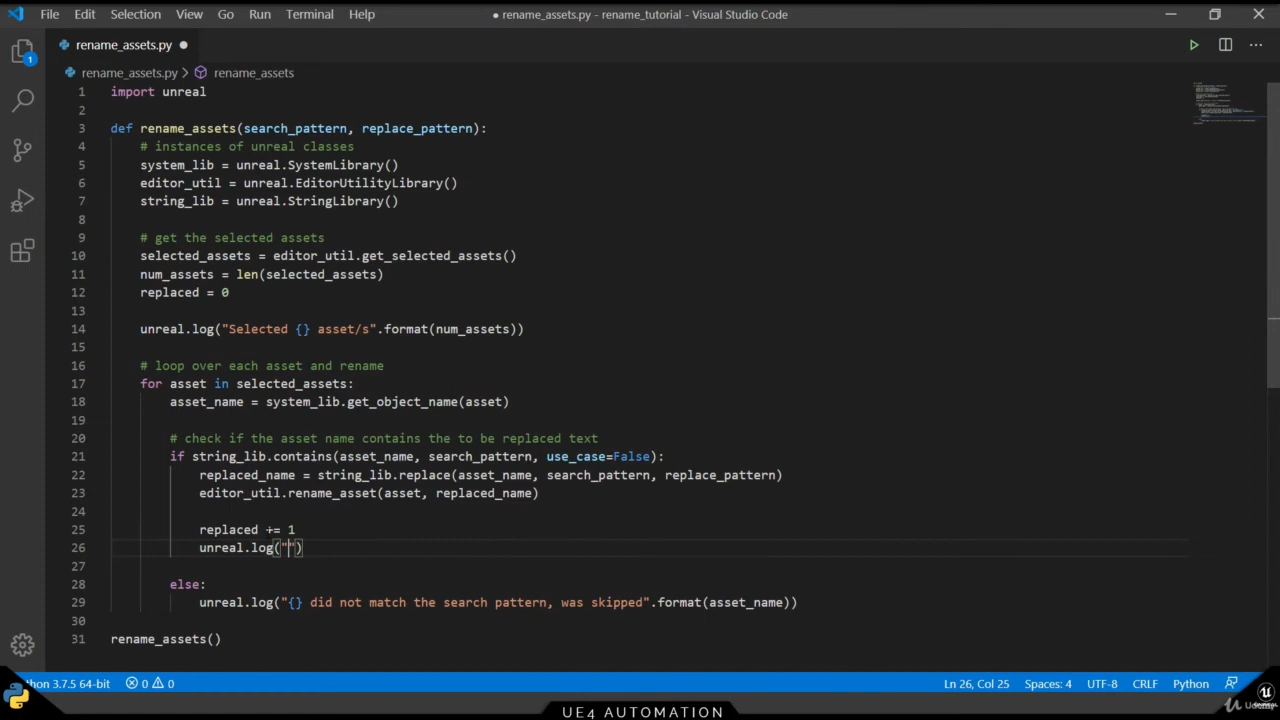 File Edit Selection View Go Run Terminal Help ● rename_assets.py - rename_tutorial - Visual Studio Code
rename_assets.py
rename_assets.py > rename_assets
1 import unreal
2
3 def rename_assets(search_pattern, replace_pattern):
4 # instances of unreal classes
5 system_lib = unreal.SystemLibrary()
6 editor_util = unreal.EditorUtilityLibrary()
7 string_lib = unreal.StringLibrary()
8
9 # get the selected assets
10 selected_assets = editor_util.get_selected_assets()
11 num_assets = len(selected_assets)
12 replaced = 0
13
14 unreal.log("Selected {} asset/s".format(num_assets))
15
16 # loop over each asset and rename
17 for asset in selected_assets:
18 asset_name = system_lib.get_object_name(asset)
19
20 # check if the asset name contains the to be replaced text
21 if string_lib.contains(asset_name, search_pattern, use_case=False):
22 replaced_name = string_lib.replace(asset_name, search_pattern, replace_pattern)
23 editor_util.rename_asset(asset, replaced_name)
24
25 replaced += 1
26 unreal.log("")
27
28 else:
29 unreal.log("{} did not match the search pattern, was skipped".format(asset_name))
30
31 rename_assets()
1
thon 3.7.5 64-bit 0 0 Ln 26, Col 25 Spaces: 4 UTF-8 CRLF Python
UE4 AUTOMATION